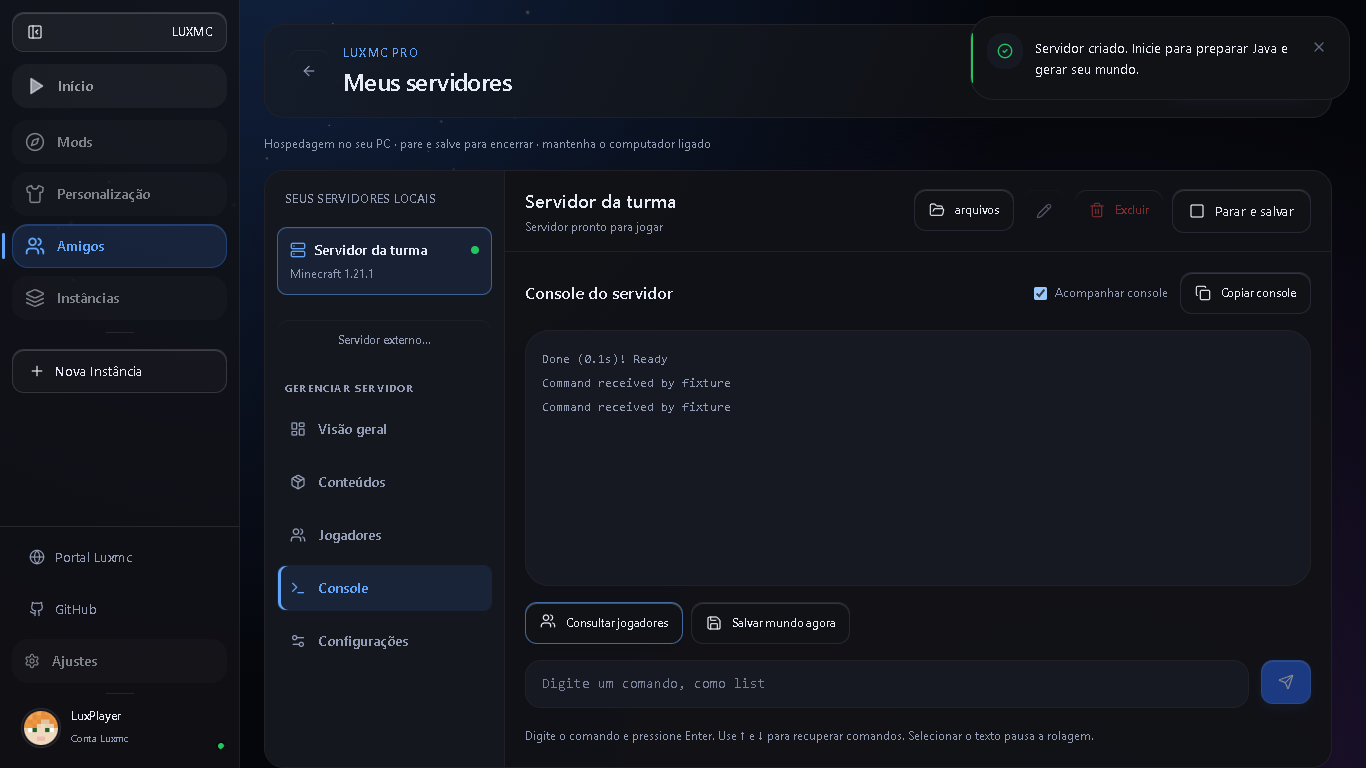 LUXMC
Início
Mods
Personalização
Amigos
Instâncias
Nova Instância
Portal Luxmc
GitHub
Ajustes
LuxPlayer
Conta Luxmc
LUXMC PRO
Meus servidores
Servidor criado. Inicie para preparar Java e
gerar seu mundo.
Hospedagem no seu PC · pare e salve para encerrar · mantenha o computador ligado
SEUS SERVIDORES LOCAIS
Servidor da turma
Minecraft 1.21.1
Servidor externo...
GERENCIAR SERVIDOR
Visão geral
Conteúdos
Jogadores
Console
Configurações
Servidor da turma
Servidor pronto para jogar
arquivos
Excluir
Parar e salvar
Console do servidor
Acompanhar console
Copiar console
Done (0.1s)! Ready
Command received by fixture
Command received by fixture
Consultar jogadores
Salvar mundo agora
Digite um comando, como list
Digite o comando e pressione Enter. Use ↑ e ↓ para recuperar comandos. Selecionar o texto pausa a rolagem.